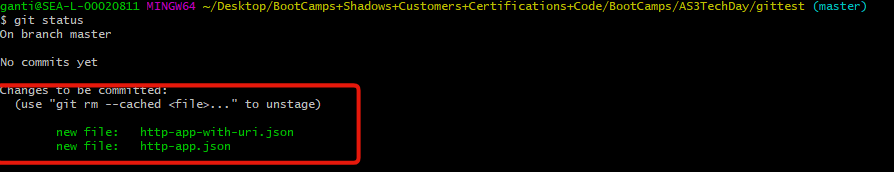 ganti@SEA-L-00020811 MINGW64 ~/Desktop/BootCamps+Shadows+Customers+Certifications+Code/BootCamps/AS3TechDay/gittest (master)
$ git status
On branch master
No commits yet
Changes to be committed:
(use "git rm --cached <file>..." to unstage)
new file: http-app-with-uri.json
new file: http-app.json